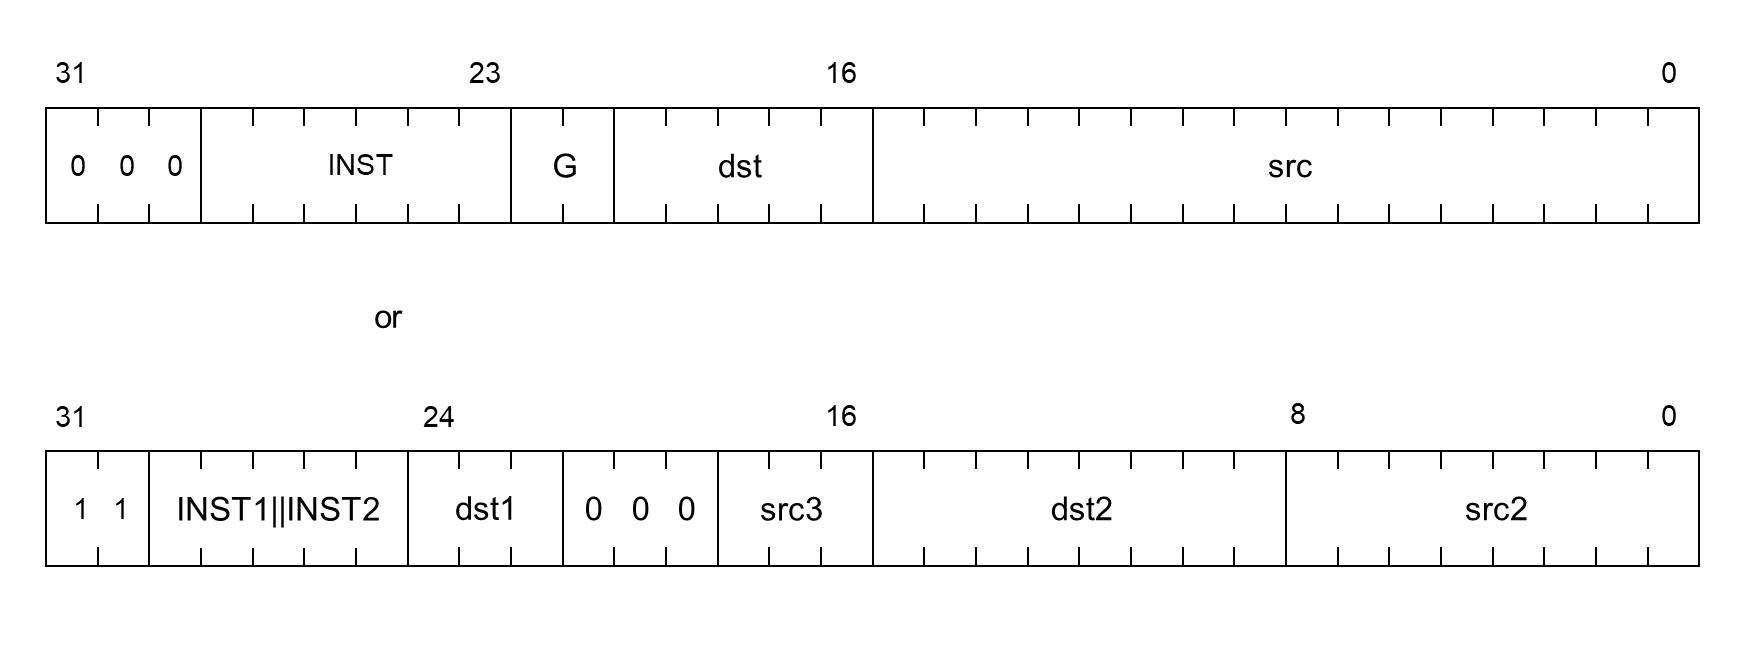 31 23 16 0
0 0 0 INST G dst src
or
31 24 16 8 0
1 1 INST1||INST2 dst1 0 0 0 src3 dst2 src2